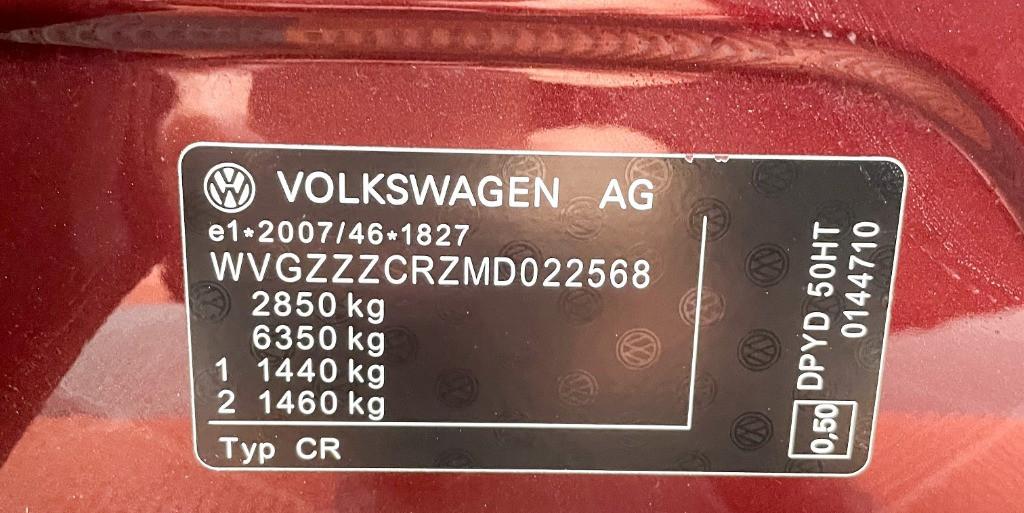 VOLKSWAGEN AG
e1*2007/46*1827
WVGZZZCRZMD022568
2850 kg
6350 kg
1 1440 kg
2 1460 kg
Typ CR
0,50 DPYD 50HT
0144710